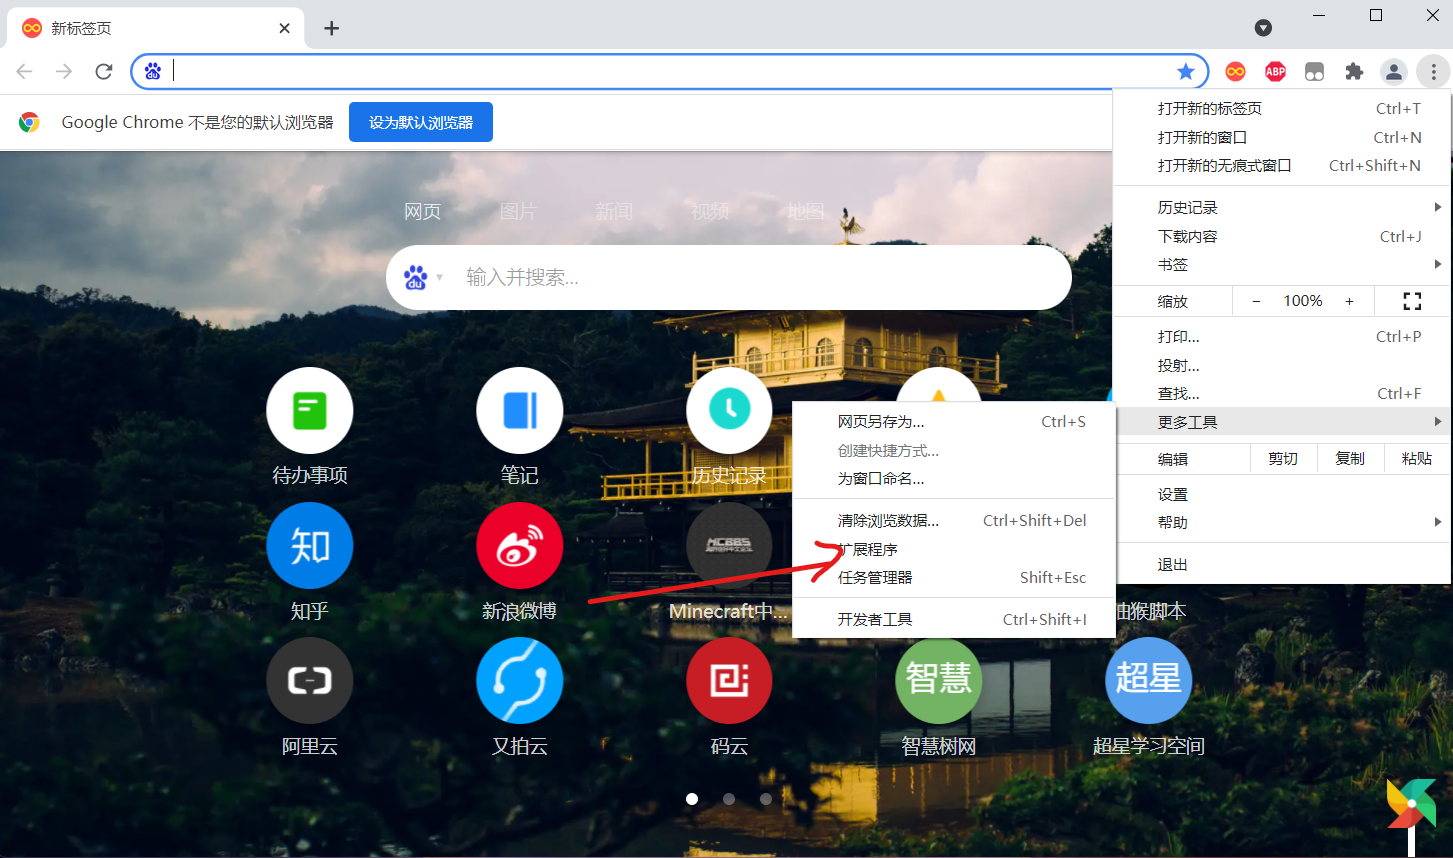 新标签页
Google Chrome 不是您的默认浏览器 设为默认浏览器
ABP
du
网页 图片 新闻 视频 地图
du 输入并搜索...
打开新的标签页 Ctrl+T
打开新的窗口 Ctrl+N
打开新的无痕式窗口 Ctrl+Shift+N
历史记录
下载内容 Ctrl+J
书签
缩放 − 100% +
打印... Ctrl+P
投射...
查找... Ctrl+F
更多工具
编辑 剪切 复制 粘贴
设置
帮助
退出
网页另存为... Ctrl+S
创建快捷方式...
为窗口命名...
清除浏览数据... Ctrl+Shift+Del
扩展程序
任务管理器 Shift+Esc
开发者工具 Ctrl+Shift+I
待办事项 笔记 历史记录
知 MCBBS
知乎 新浪微博 Minecraft中... 油猴脚本
智慧 超星
阿里云 又拍云 码云 智慧树网 超星学习空间